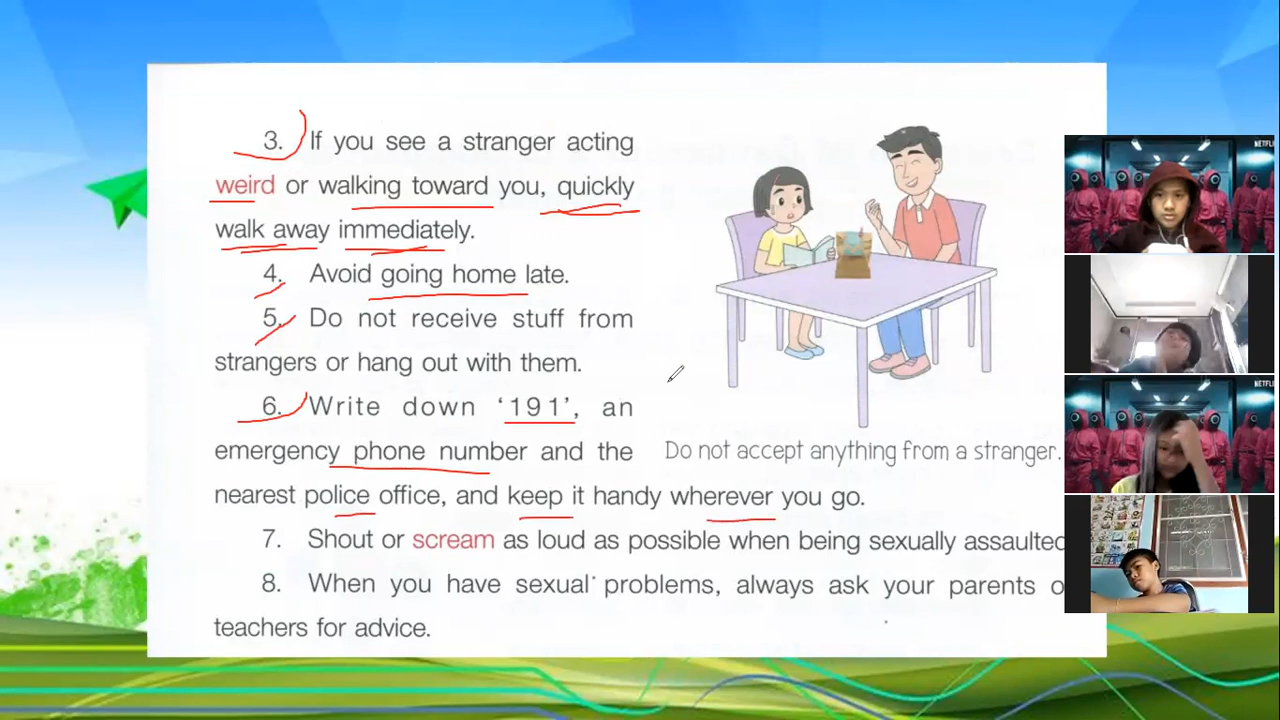 3. If you see a stranger acting
weird or walking toward you, quickly
walk away immediately.
4. Avoid going home late.
5. Do not receive stuff from
strangers or hang out with them.
6. Write down ‘191’, an
emergency phone number and the
nearest police office, and keep it handy wherever you go.
7. Shout or scream as loud as possible when being sexually assaulted
8. When you have sexual problems, always ask your parents o
teachers for advice.
Do not accept anything from a stranger.
NETFL
NETFL